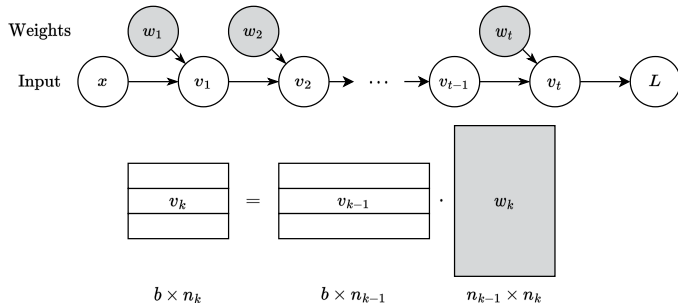 Weights w₁ w₂ wₜ
Input x v₁ v₂ ⋯ vₜ₋₁ vₜ L
vₖ = vₖ₋₁ · wₖ
b × nₖ b × nₖ₋₁ nₖ₋₁ × nₖ